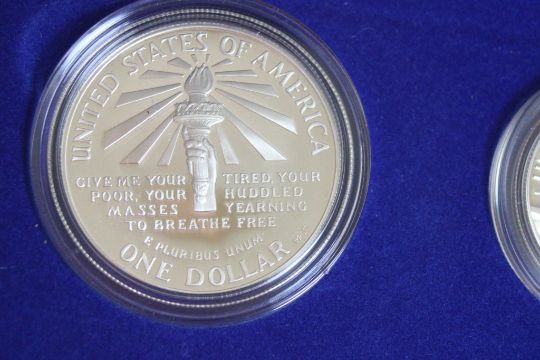 UNITED STATES OF AMERICA
GIVE ME YOUR TIRED, YOUR
POOR, YOUR HUDDLED
MASSES YEARNING
TO BREATHE FREE
E PLURIBUS UNUM
ONE DOLLAR